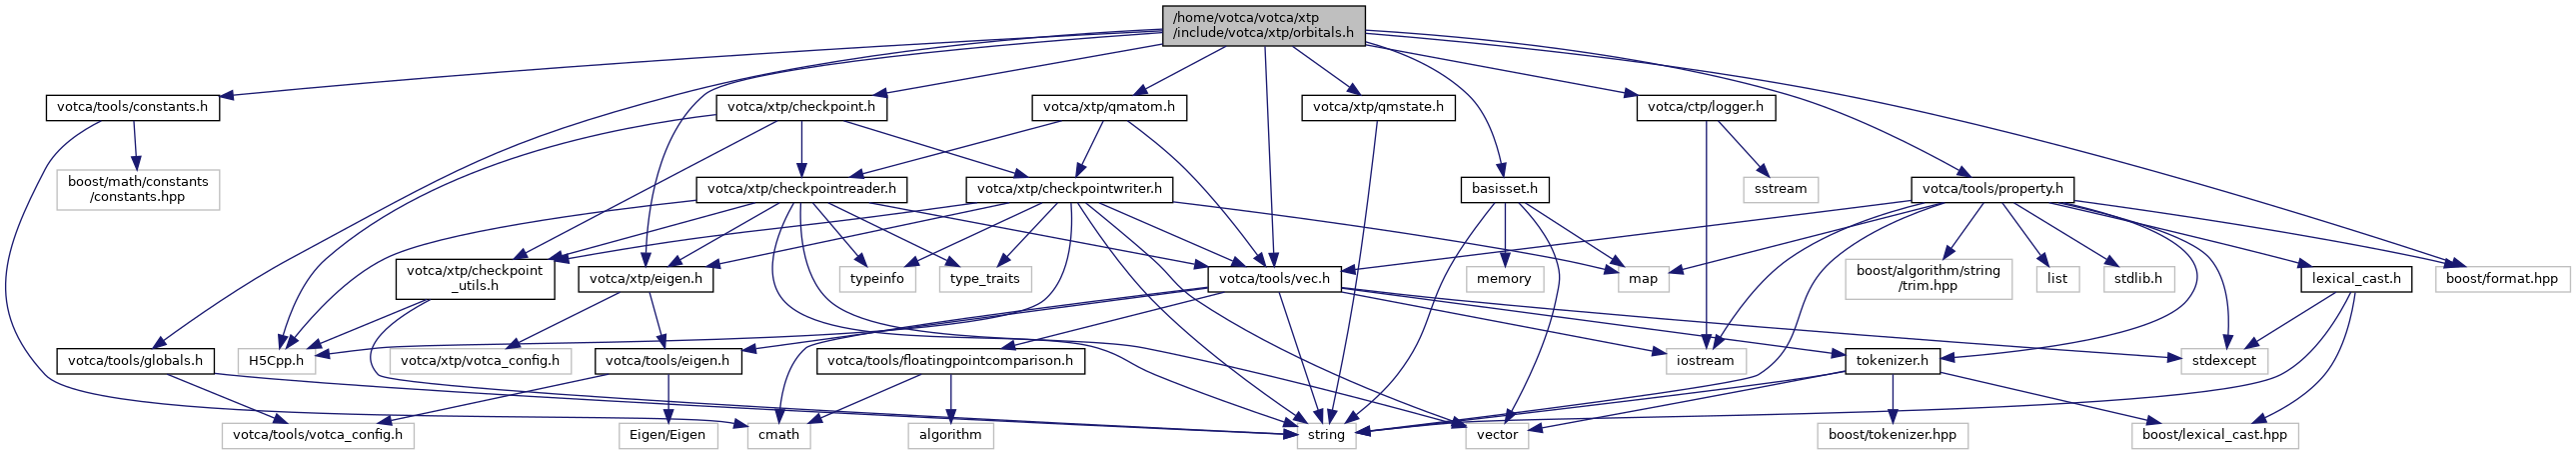 /home/votca/votca/xtp
/include/votca/xtp/orbitals.h
votca/tools/constants.h
votca/xtp/checkpoint.h
votca/xtp/qmatom.h
votca/xtp/qmstate.h
votca/ctp/logger.h
boost/math/constants
/constants.hpp
votca/xtp/checkpointreader.h
votca/xtp/checkpointwriter.h
basisset.h
sstream
votca/tools/property.h
votca/xtp/checkpoint
_utils.h
votca/xtp/eigen.h
typeinfo
type_traits
votca/tools/vec.h
memory
map
boost/algorithm/string
/trim.hpp
list
stdlib.h
lexical_cast.h
boost/format.hpp
votca/tools/globals.h
H5Cpp.h
votca/xtp/votca_config.h
votca/tools/eigen.h
votca/tools/floatingpointcomparison.h
iostream
tokenizer.h
stdexcept
votca/tools/votca_config.h
Eigen/Eigen
cmath
algorithm
string
vector
boost/tokenizer.hpp
boost/lexical_cast.hpp